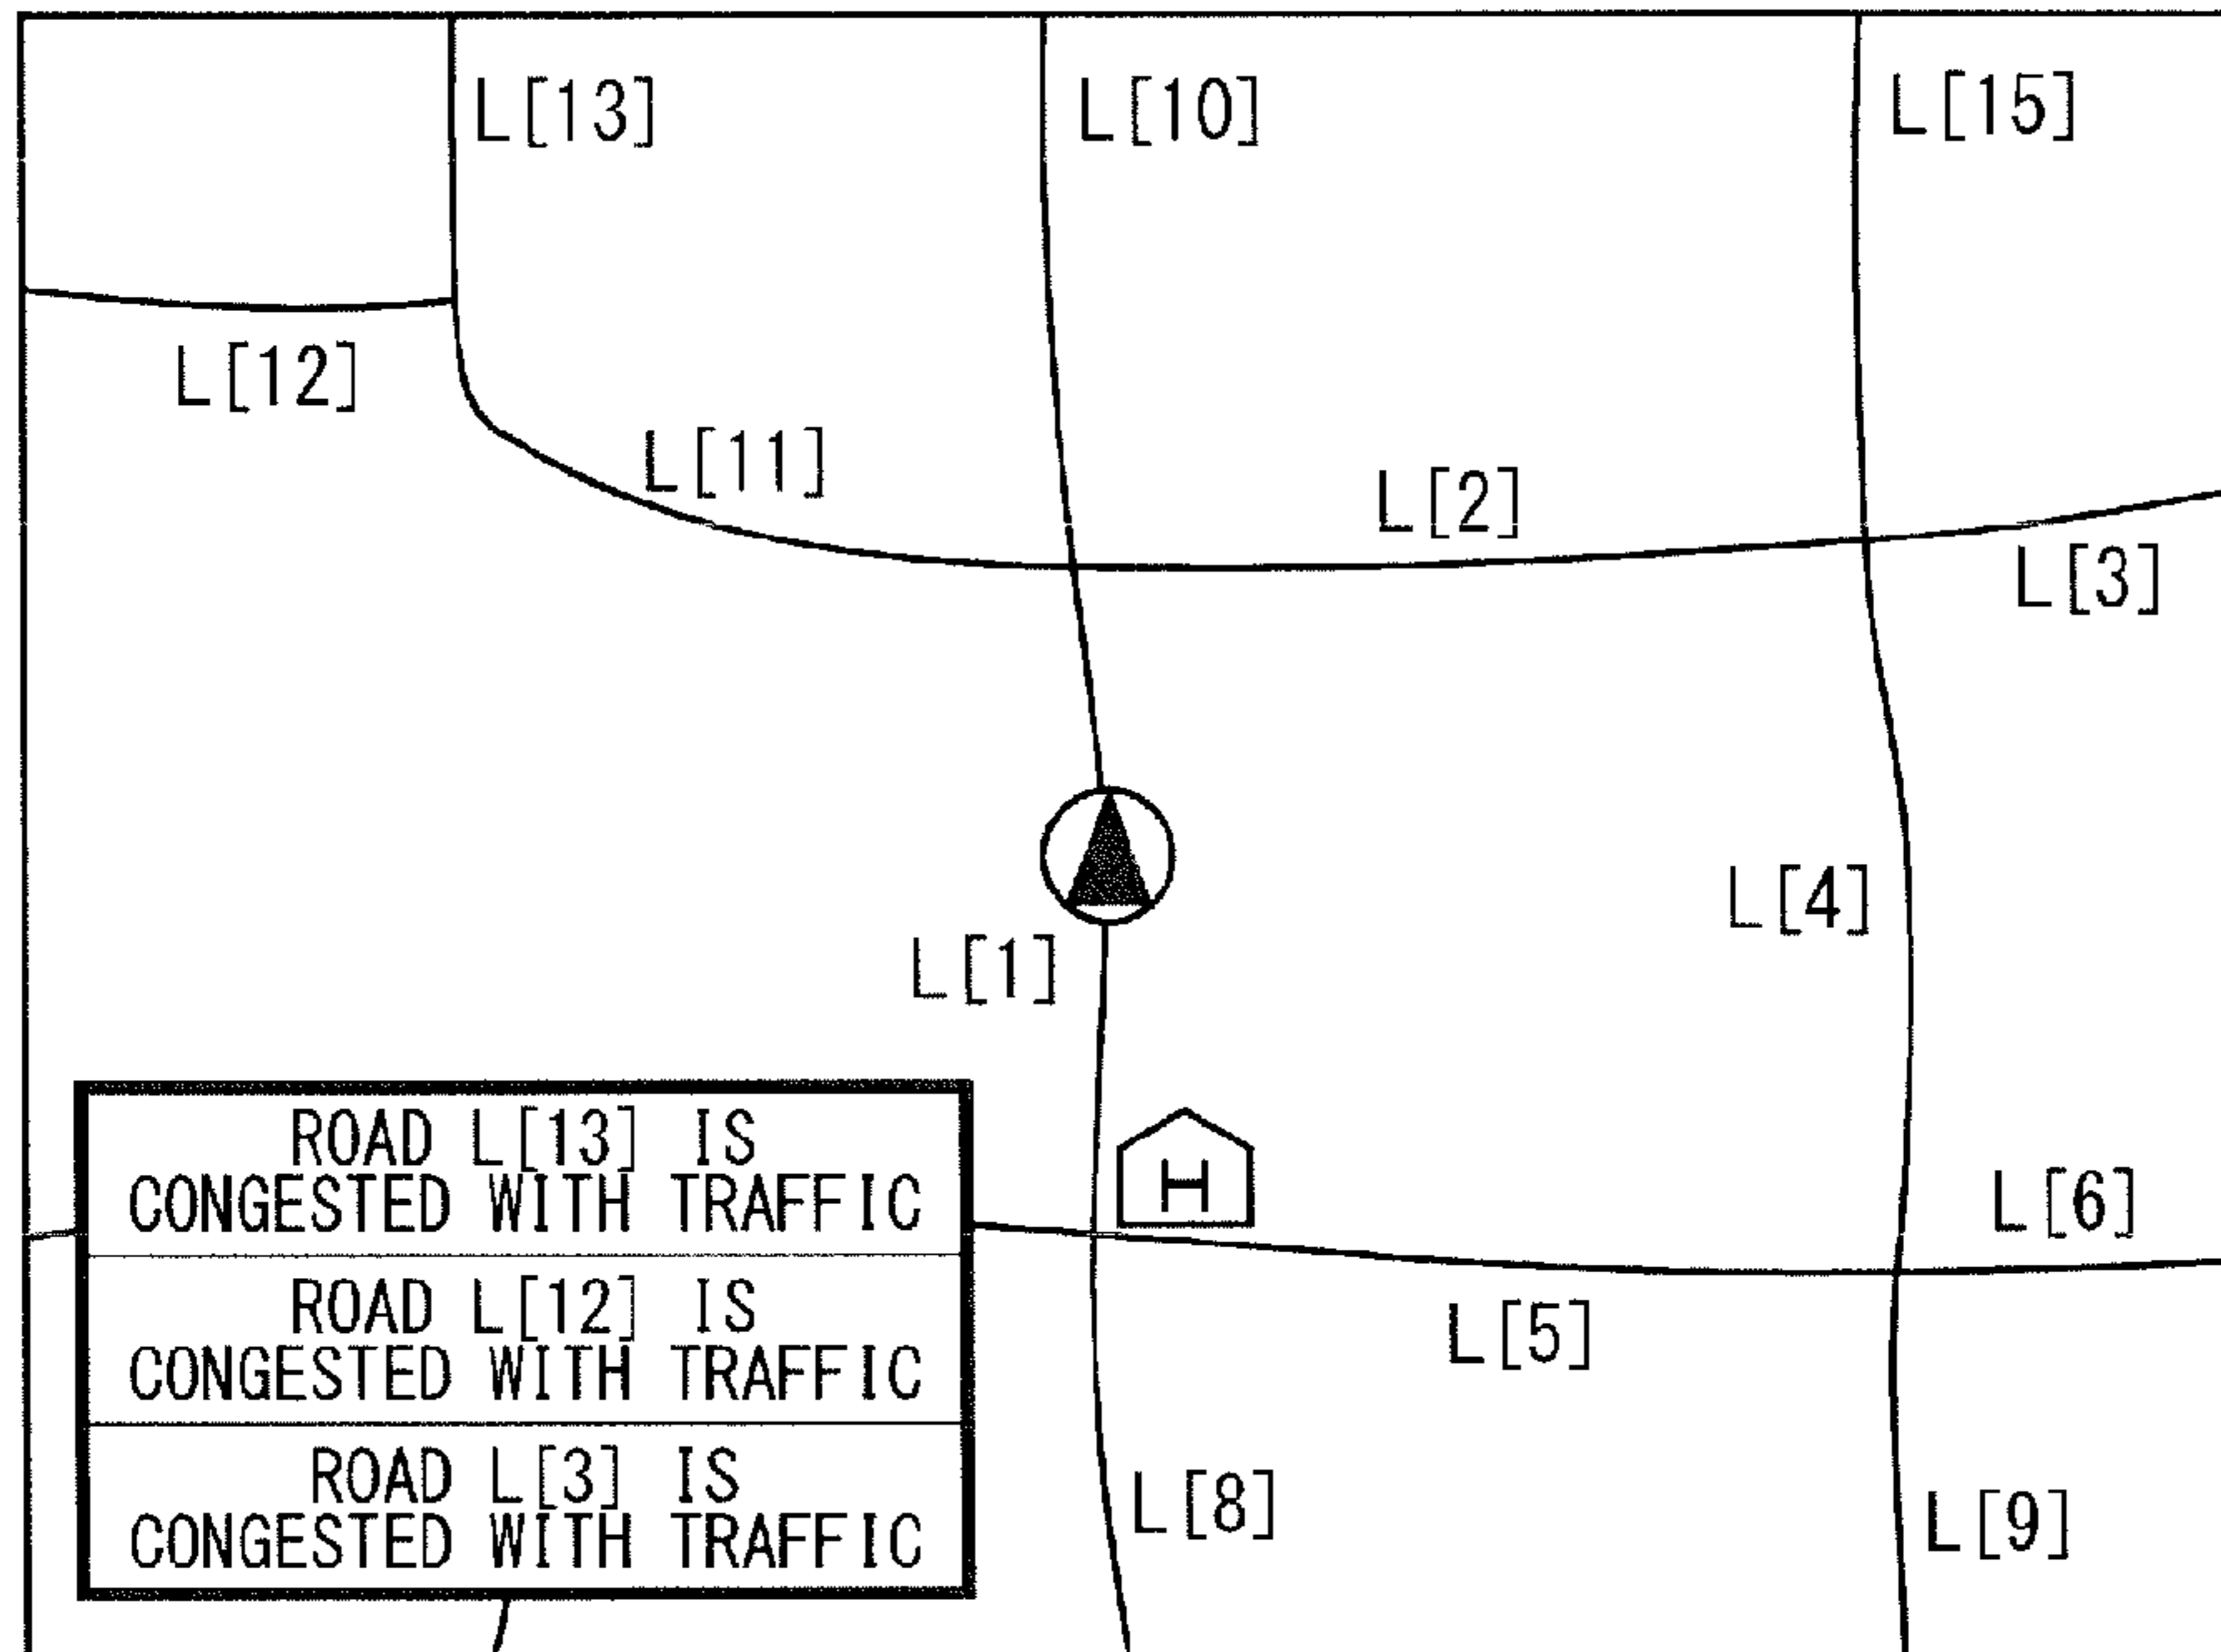 L[13]
L[10]
L[15]
L[12]
L[11]
L[2]
L[3]
L[4]
L[1]
ROAD L[13] IS
CONGESTED WITH TRAFFIC
ROAD L[12] IS
CONGESTED WITH TRAFFIC
ROAD L[3] IS
CONGESTED WITH TRAFFIC
H
L[6]
L[5]
L[8]
L[9]